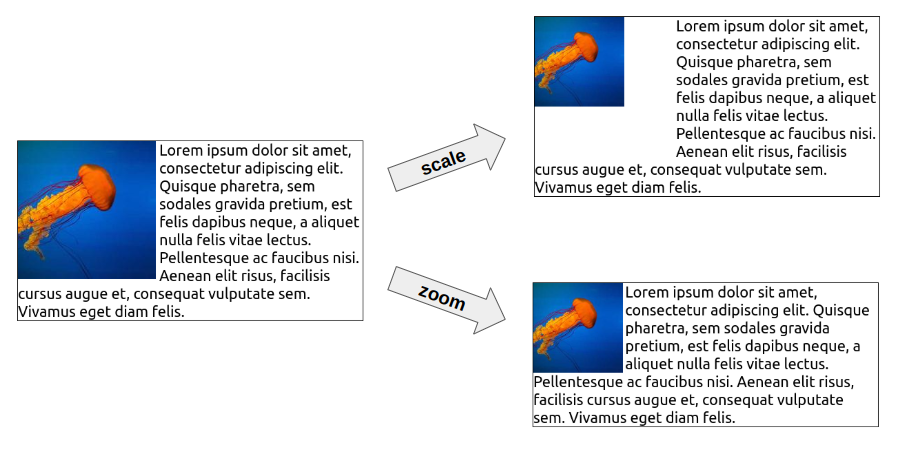 Lorem ipsum dolor sit amet,
consectetur adipiscing elit.
Quisque pharetra, sem
sodales gravida pretium, est
felis dapibus neque, a aliquet
nulla felis vitae lectus.
Pellentesque ac faucibus nisi.
Aenean elit risus, facilisis
cursus augue et, consequat vulputate sem.
Vivamus eget diam felis.
scale
zoom
Lorem ipsum dolor sit amet,
consectetur adipiscing elit.
Quisque pharetra, sem
sodales gravida pretium, est
felis dapibus neque, a aliquet
nulla felis vitae lectus.
Pellentesque ac faucibus nisi.
Aenean elit risus, facilisis
cursus augue et, consequat vulputate sem.
Vivamus eget diam felis.
Lorem ipsum dolor sit amet,
consectetur adipiscing elit. Quisque
pharetra, sem sodales gravida
pretium, est felis dapibus neque, a
aliquet nulla felis vitae lectus.
Pellentesque ac faucibus nisi. Aenean elit risus,
facilisis cursus augue et, consequat vulputate
sem. Vivamus eget diam felis.